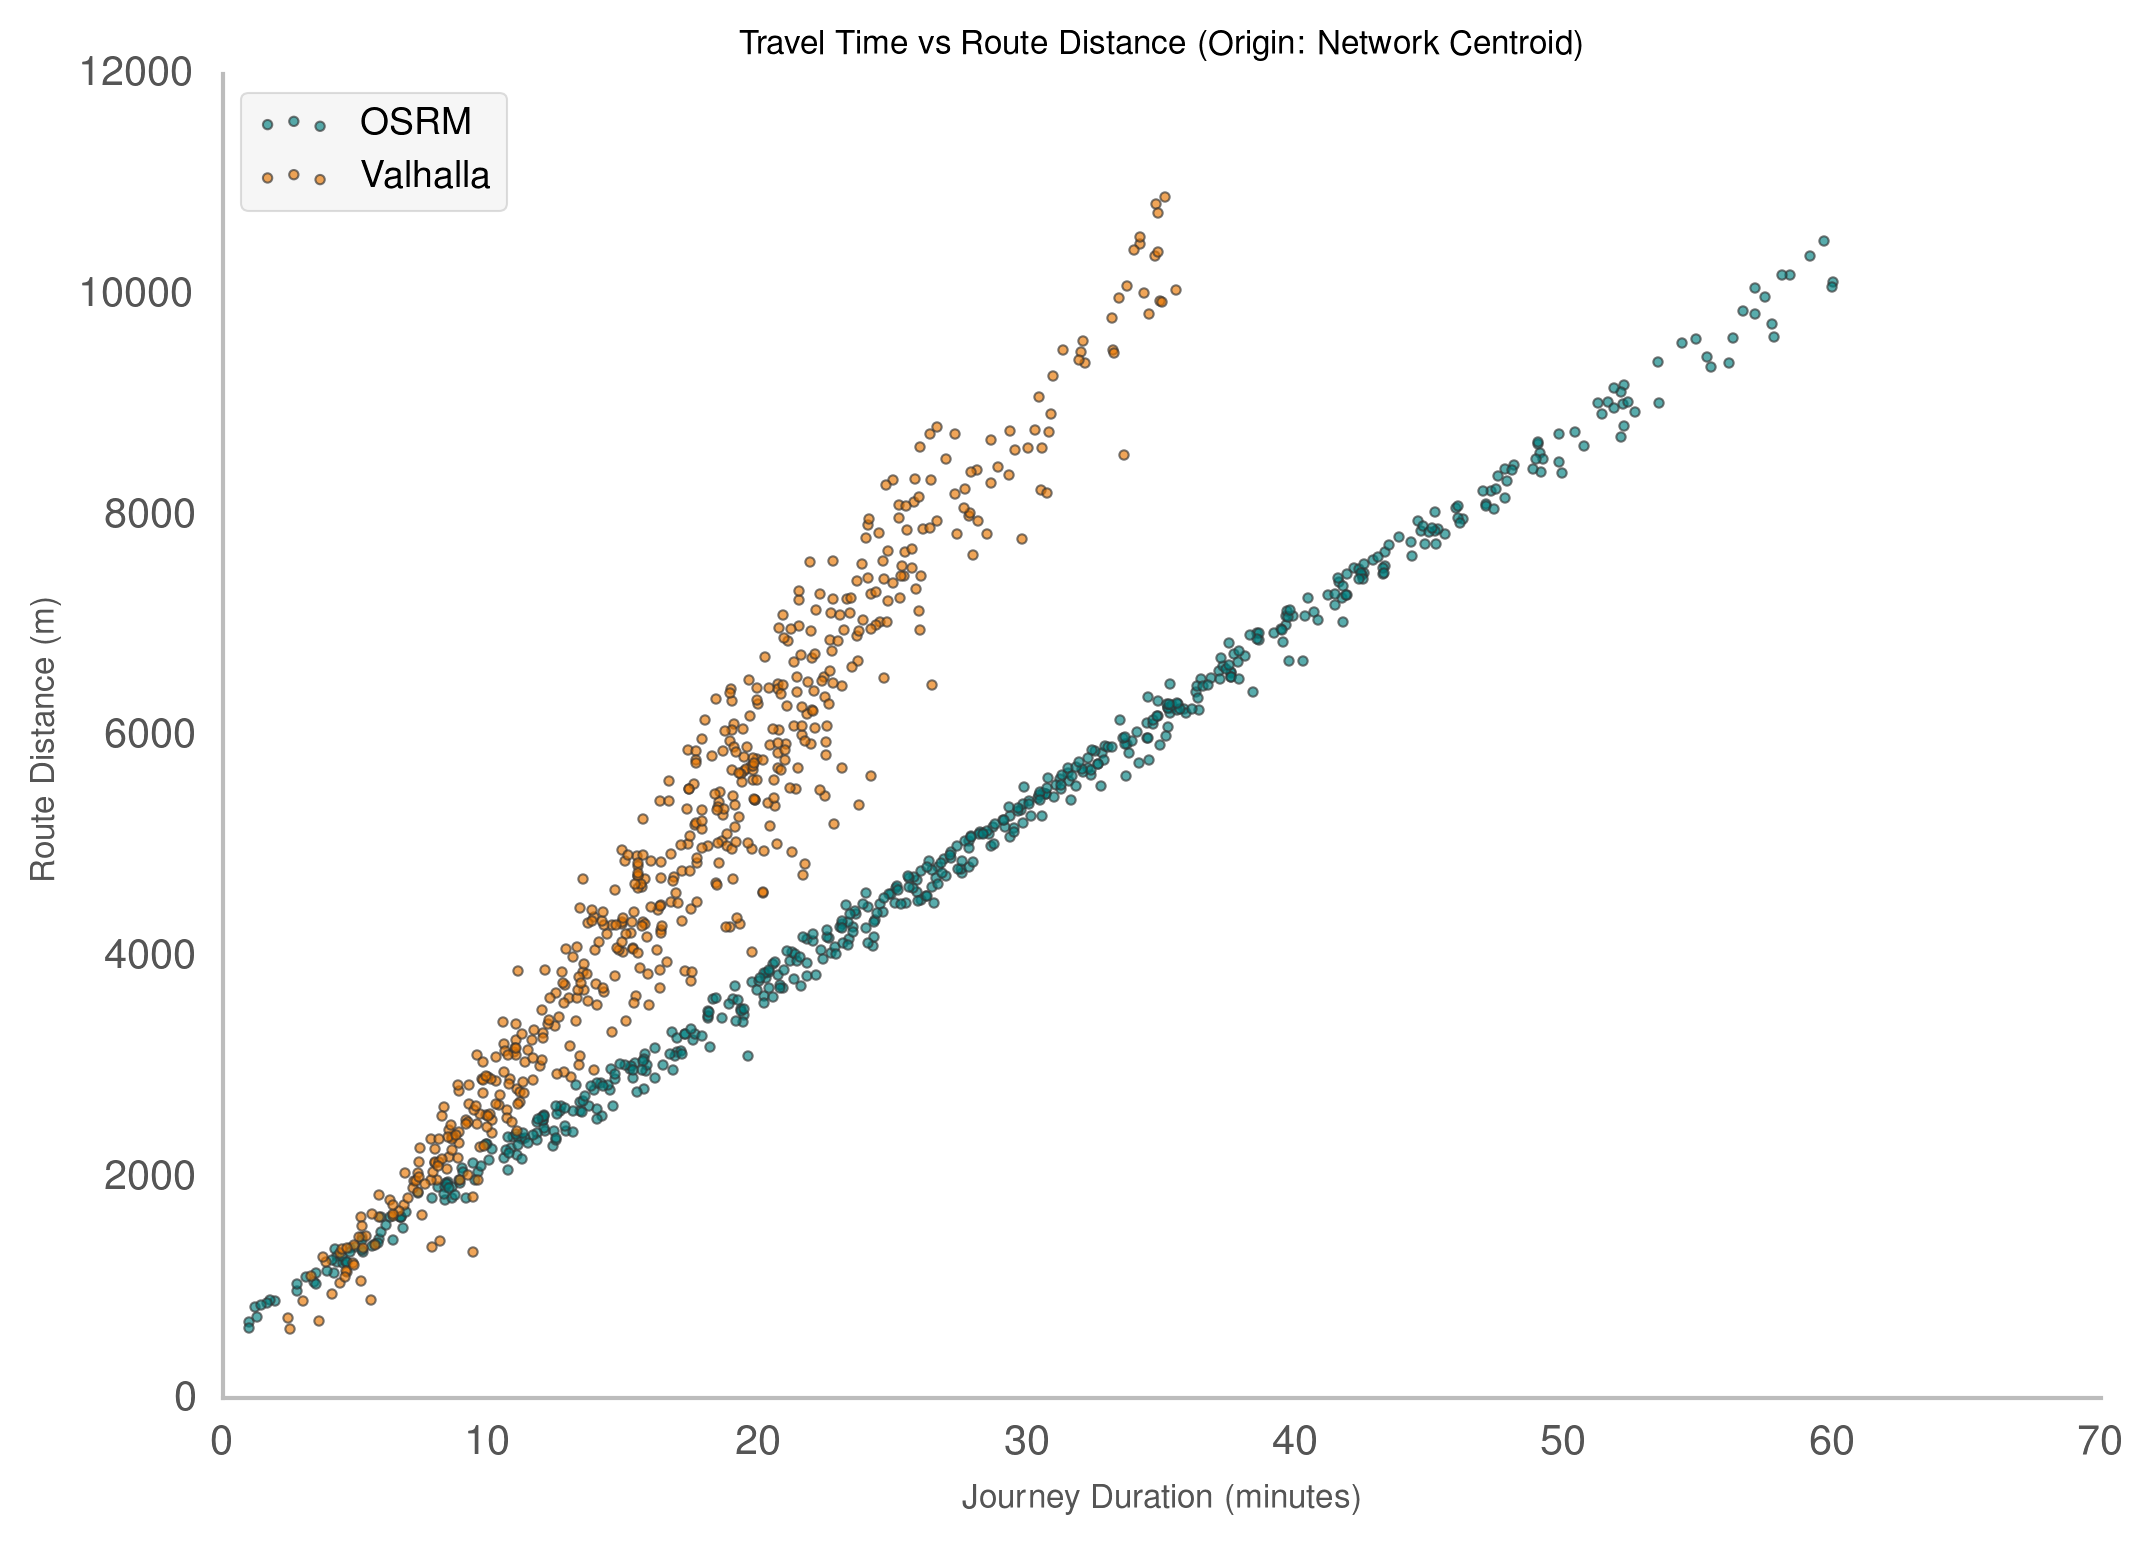 Travel Time vs Route Distance (Origin: Network Centroid)
OSRM
Valhalla
12000
10000
8000
6000
4000
2000
0
Route Distance (m)
0 10 20 30 40 50 60 70
Journey Duration (minutes)